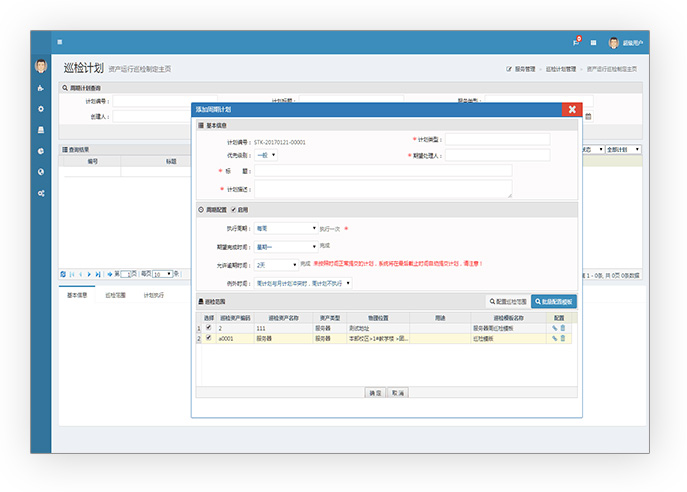 6
超级用户
巡检计划 资产运行巡检制定主页
服务管理 - 巡检计划管理 - 资产运行巡检制定主页
周期计划查询
计划编号：
计划标题：
服务类型：
创建人：
查询结果
状态 全部计划
编号 标题
第 1 页 每页 10 条
1 - 0条, 共 0页 0条数据
基本信息 巡检范围 计划执行
添加周期计划
基本信息
计划编号： STK-20170121-00001
* 计划类型：
优先级别： 一般
* 期望处理人：
* 标 题：
* 计划描述：
周期配置 启用
执行周期： 每周 执行一次 *
期望完成时间： 星期一 完成
允许逾期时间： 2天 完成 未按照时间正常提交的计划，系统将在最后截止时间自动提交计划，请注意！
例外时间： 周计划与月计划冲突时，周计划不执行
巡检范围
配置巡检范围 批量配置模板
选择 巡检资产编码 巡检资产名称 资产类型 物理位置 用途 巡检模板名称 配置
1 2 111 服务器 测试地址 服务器周巡检模板
2 a0001 服务器 服务器 本部校区>1#教学楼 >层... 巡检模板
确 定 取 消